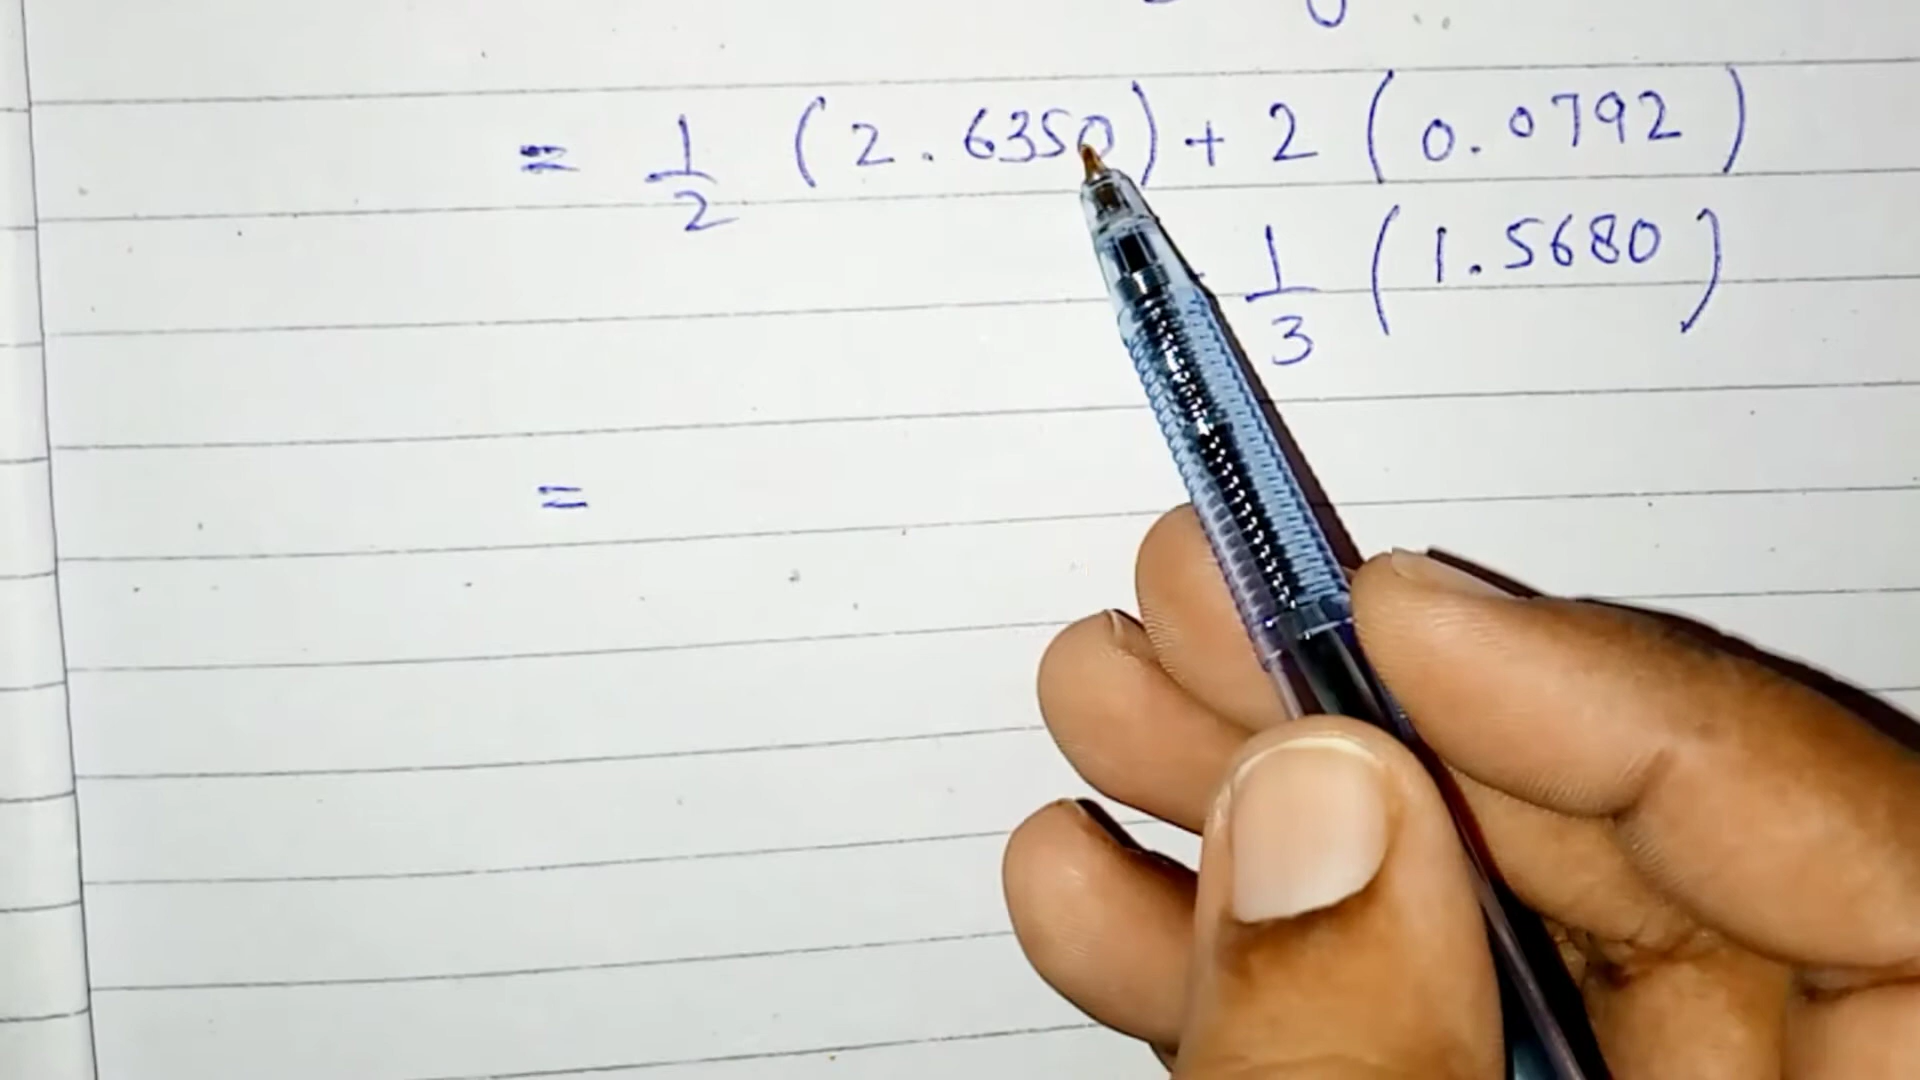 = 1/2 (2.6350) + 2 (0.0792)
1/3 (1.5680)
=